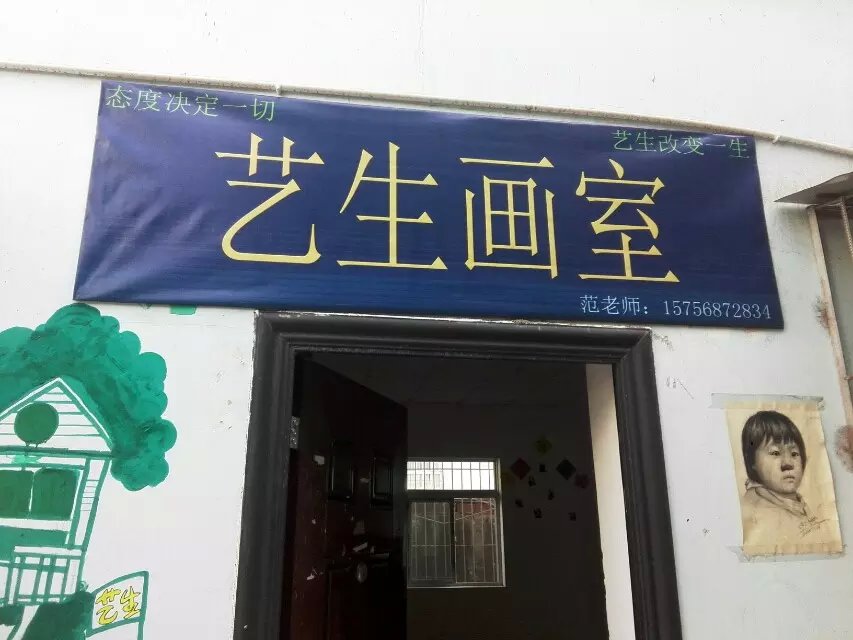 态度决定一切
艺生改变一生
艺生画室
范老师：15756872834
艺生